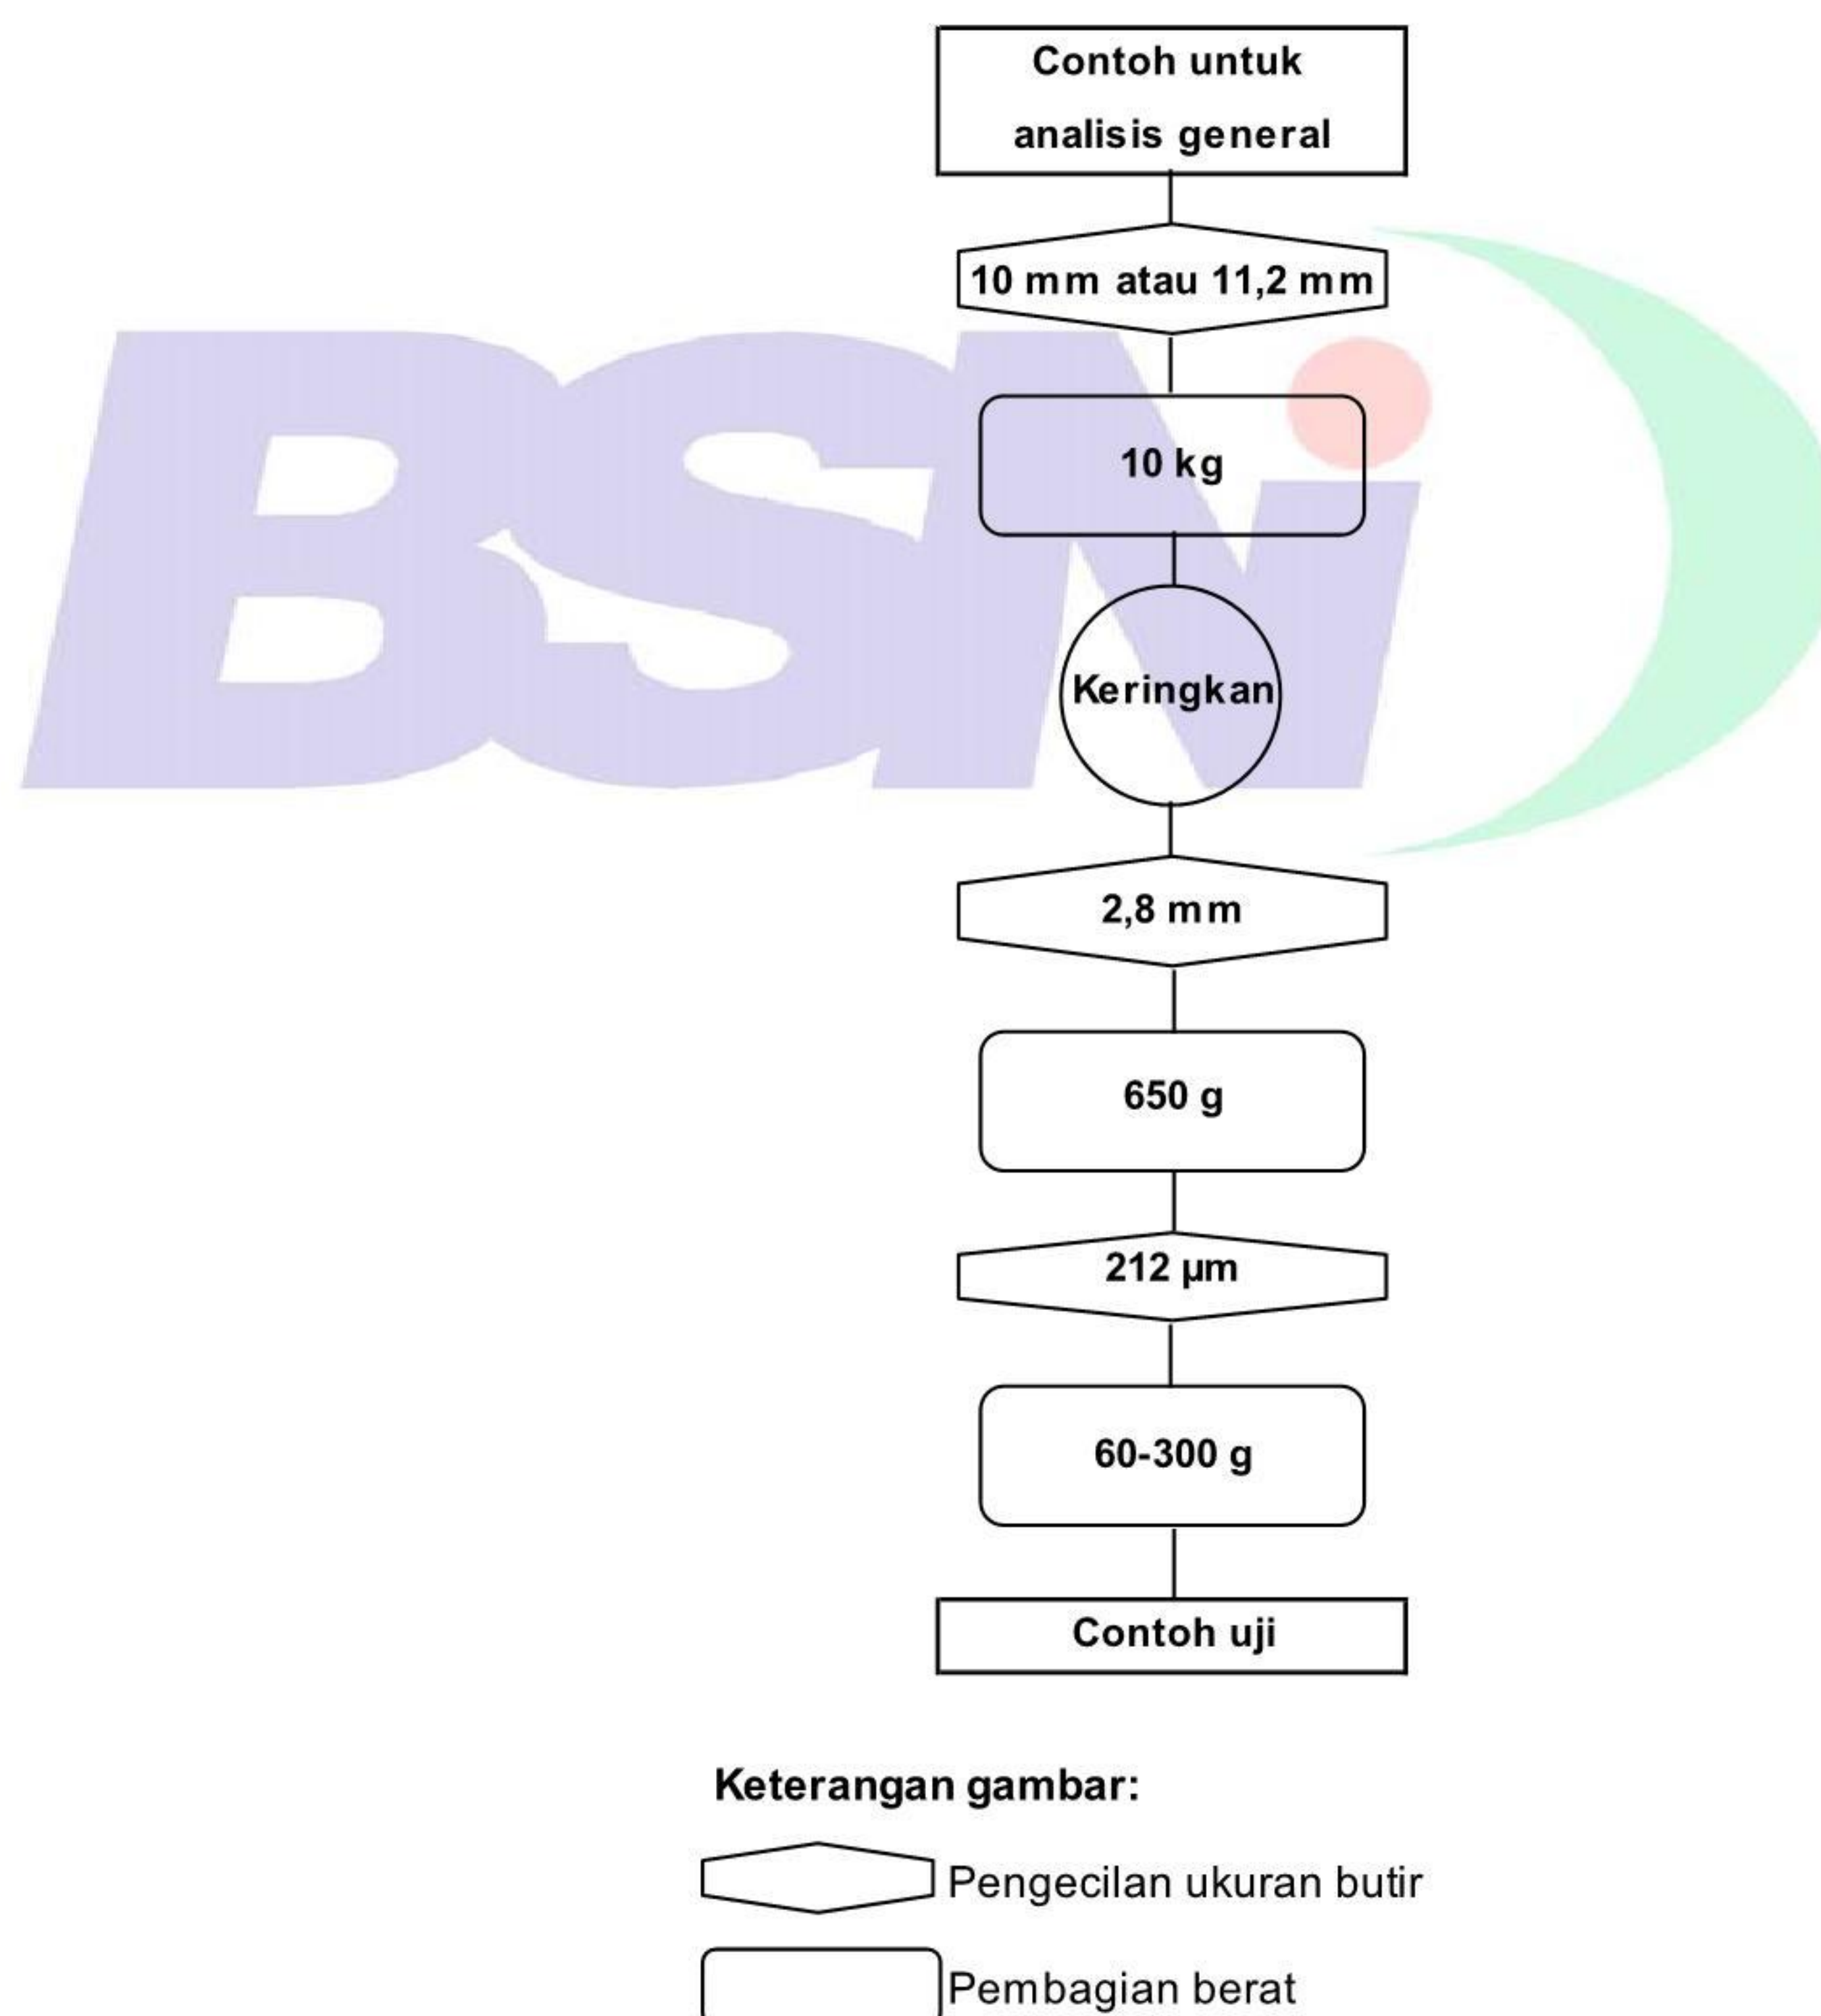 Contoh untuk
analisis general
10 mm atau 11,2 mm
BSNi
10 kg
Keringkan
2,8 mm
650 g
212 µm
60-300 g
Contoh uji
Keterangan gambar:
Pengecilan ukuran butir
Pembagian berat